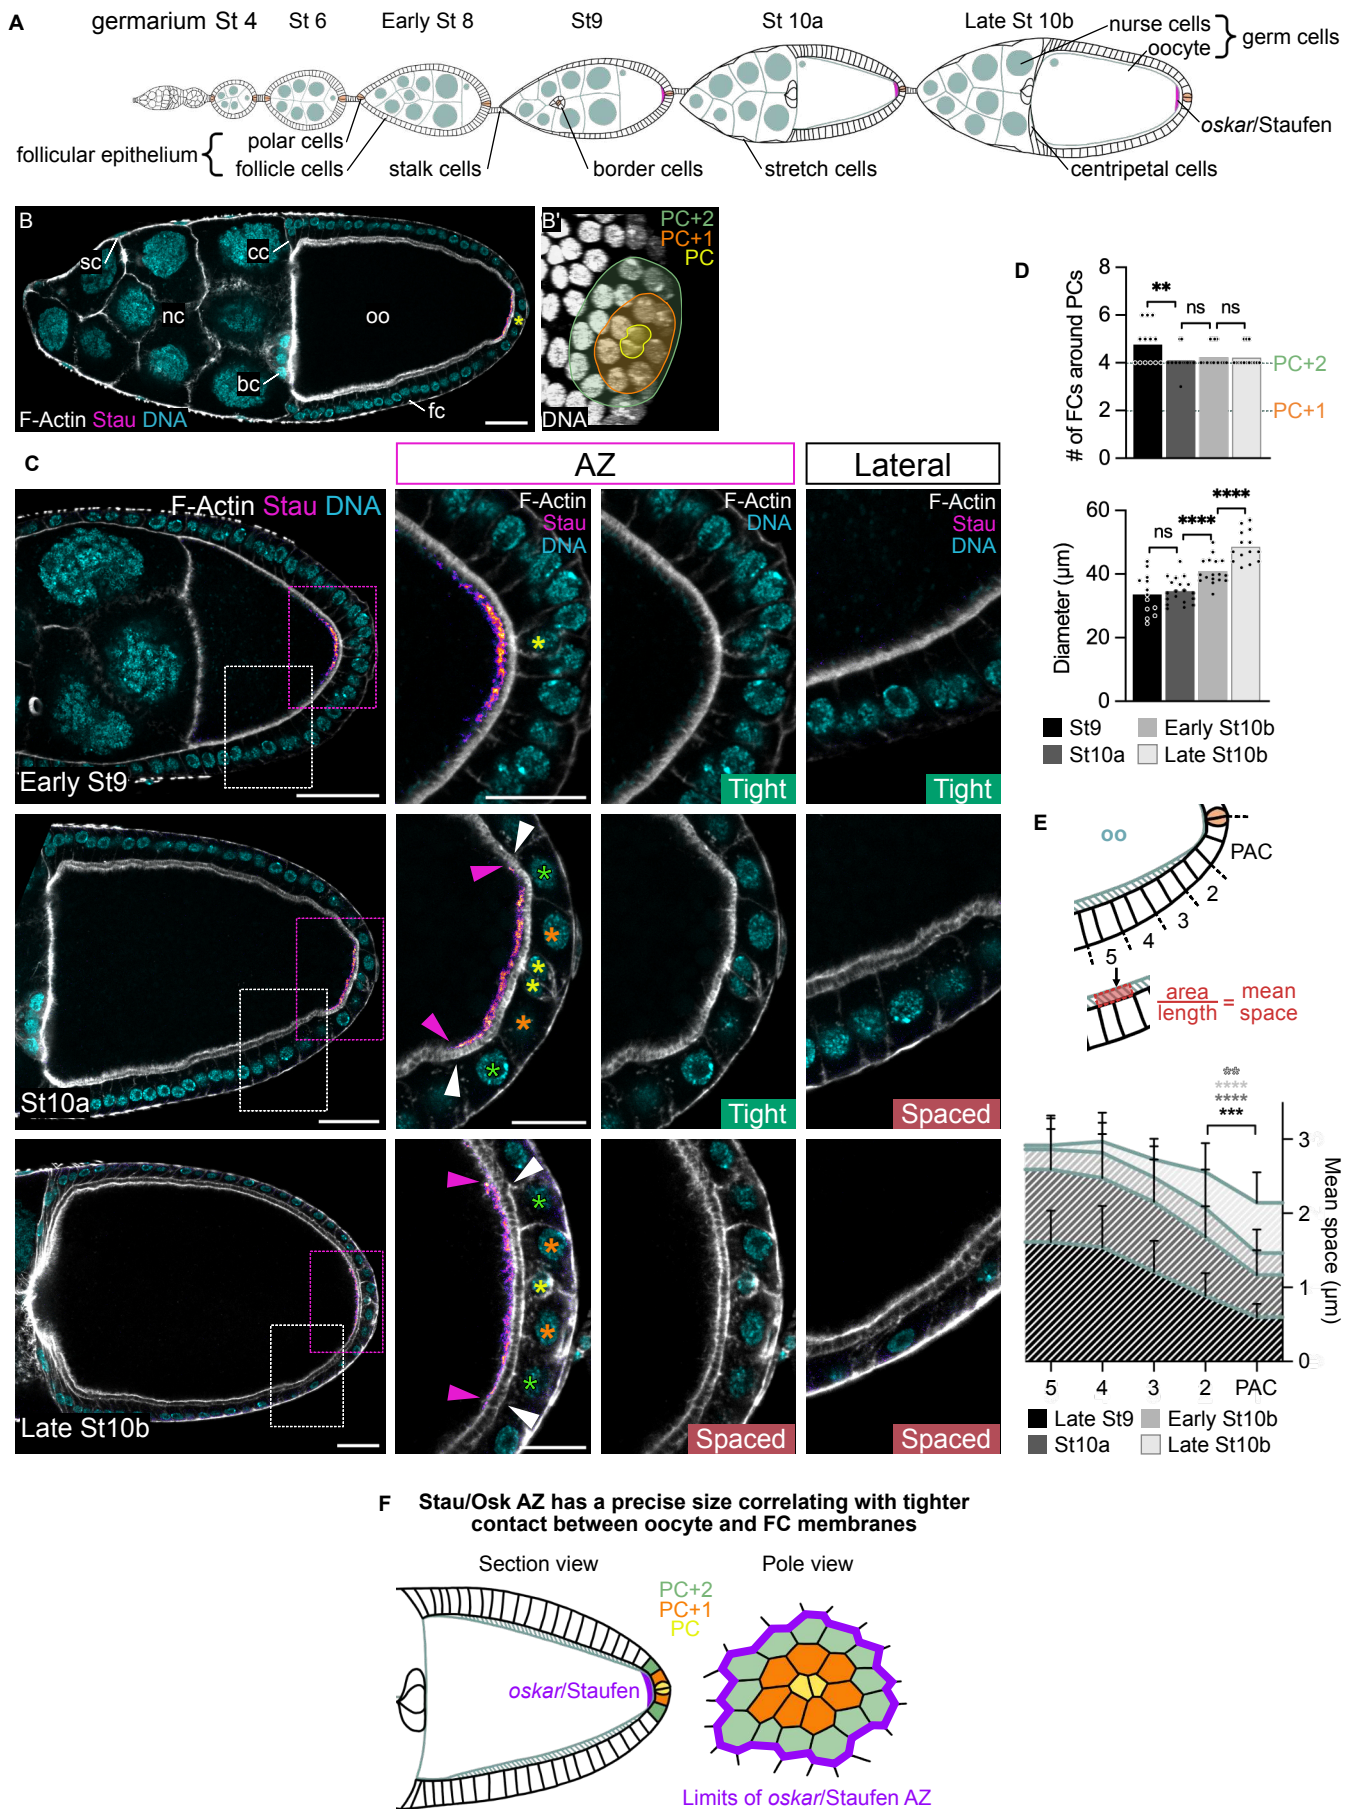 A
germarium St 4 St 6 Early St 8 St9 St 10a Late St 10b
nurse cells
oocyte
germ cells
oskar/Staufen
follicular epithelium
polar cells
follicle cells
stalk cells
border cells
stretch cells
centripetal cells
B
sc
cc
nc
oo
bc
fc
*
F-Actin Stau DNA
B'
PC+2
PC+1
PC
DNA
C
AZ
Lateral
F-Actin Stau DNA
Early St9
F-Actin
Stau
DNA
*
F-Actin
DNA
Tight
F-Actin
Stau
DNA
Tight
St10a
*
*
*
*
*
*
Tight
Spaced
Late St10b
*
*
*
*
*
Spaced
Spaced
D
# of FCs around PCs
8
6
4
2
0
**
ns
ns
PC+2
PC+1
Diameter (µm)
60
40
20
0
ns
****
****
St9
Early St10b
St10a
Late St10b
E
oo
PAC
2
3
4
5
area
length
=
mean
space
**
****
****
***
3
2
1
0
Mean space (µm)
5 4 3 2 PAC
Late St9
Early St10b
St10a
Late St10b
F
Stau/Osk AZ has a precise size correlating with tighter
contact between oocyte and FC membranes
Section view
Pole view
PC+2
PC+1
PC
oskar/Staufen
Limits of oskar/Staufen AZ